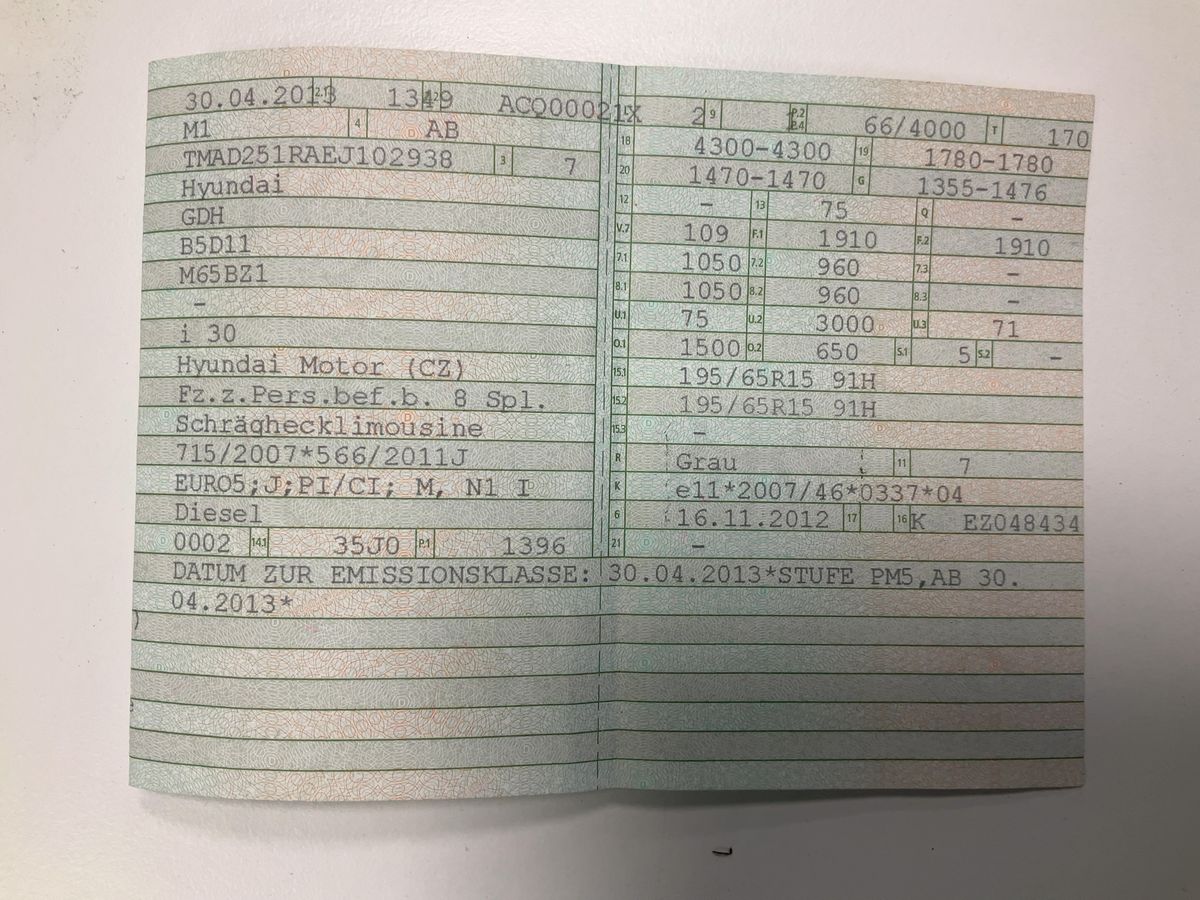 30.04.2013 2.1 1349 2.2 ACQ00021X 2 9 P.2 P.4 66/4000 T 170
M1 4 AB 18 4300-4300 19 1780-1780
TMAD251RAEJ102938 3 7 20 1470-1470 G 1355-1476
Hyundai 12 - 13 75 Q -
GDH V.7 109 F.1 1910 F.2 1910
B5D11 7.1 1050 7.2 960 7.3 -
M65BZ1 8.1 1050 8.2 960 8.3 -
- U.1 75 U.2 3000 U.3 71
i 30 O.1 1500 O.2 650 S.1 5 S.2 -
Hyundai Motor (CZ) 15.1 195/65R15 91H
Fz.z.Pers.bef.b. 8 Spl. 15.2 195/65R15 91H
Schräghecklimousine 15.3 -
715/2007*566/2011J R Grau 11 7
EURO5;J;PI/CI; M, N1 I K e11*2007/46*0337*04
Diesel 6 16.11.2012 17 16 K EZ048434
0002 14.1 35J0 P.1 1396 21 -
DATUM ZUR EMISSIONSKLASSE: 30.04.2013*STUFE PM5,AB 30.
04.2013*